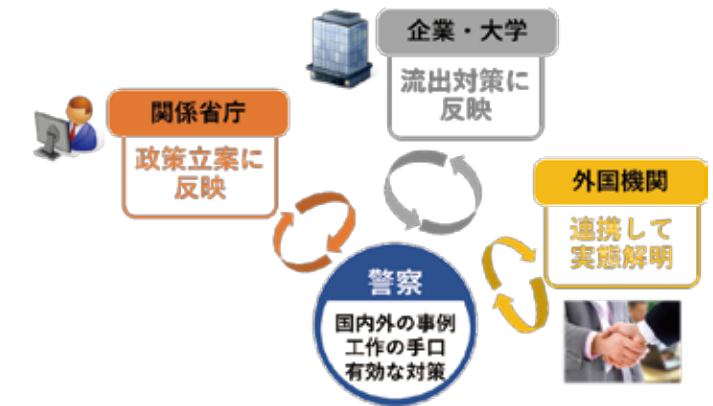 企業・大学
流出対策に
反映
関係省庁
政策立案に
反映
外国機関
連携して
実態解明
警察
国内外の事例
工作の手口
有効な対策